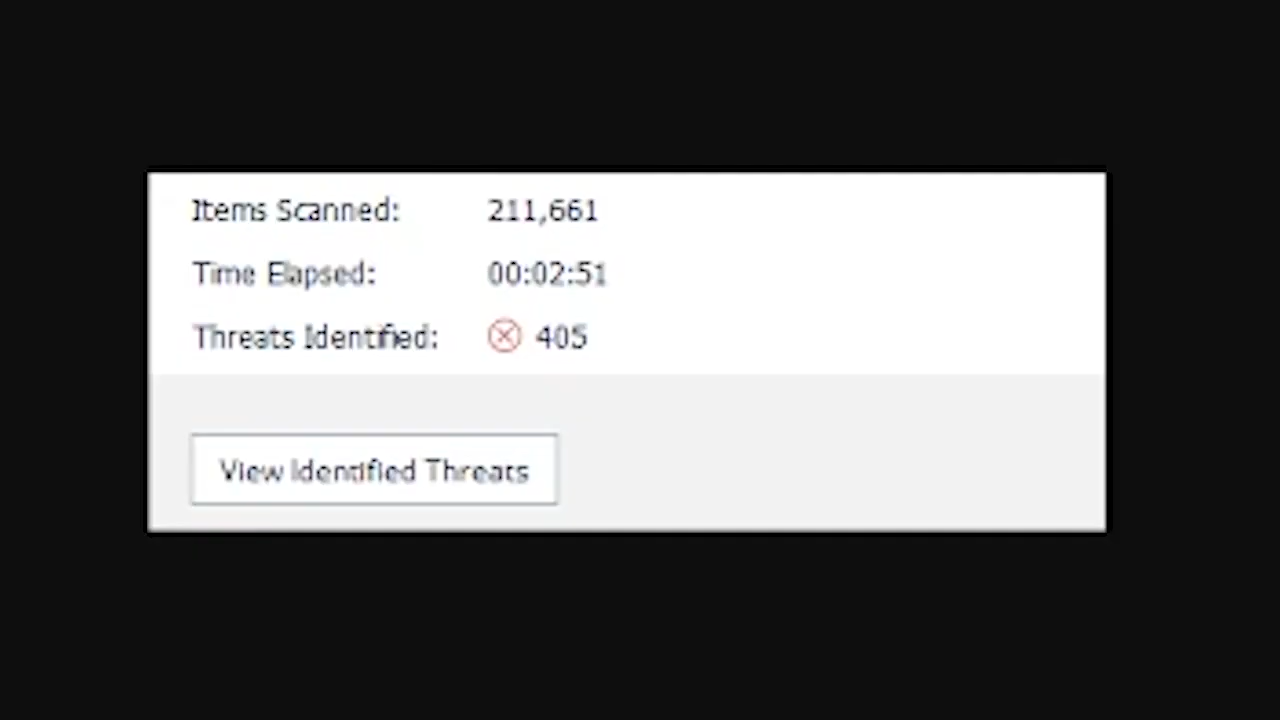 Items Scanned: 211,661
Time Elapsed: 00:02:51
Threats Identified: 405
View Identified Threats